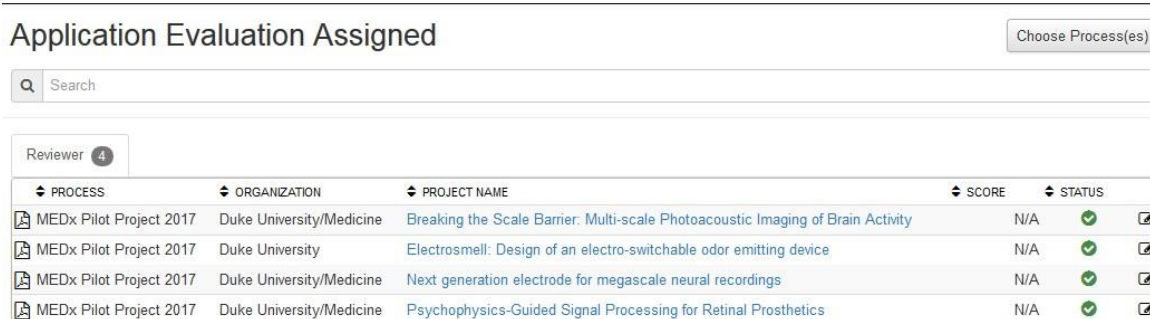 Application Evaluation Assigned
Choose Process(es)
Search
Reviewer 4
PROCESS ORGANIZATION PROJECT NAME SCORE STATUS
MEDx Pilot Project 2017 Duke University/Medicine Breaking the Scale Barrier: Multi-scale Photoacoustic Imaging of Brain Activity N/A
MEDx Pilot Project 2017 Duke University Electrosmell: Design of an electro-switchable odor emitting device N/A
MEDx Pilot Project 2017 Duke University/Medicine Next generation electrode for megascale neural recordings N/A
MEDx Pilot Project 2017 Duke University/Medicine Psychophysics-Guided Signal Processing for Retinal Prosthetics N/A